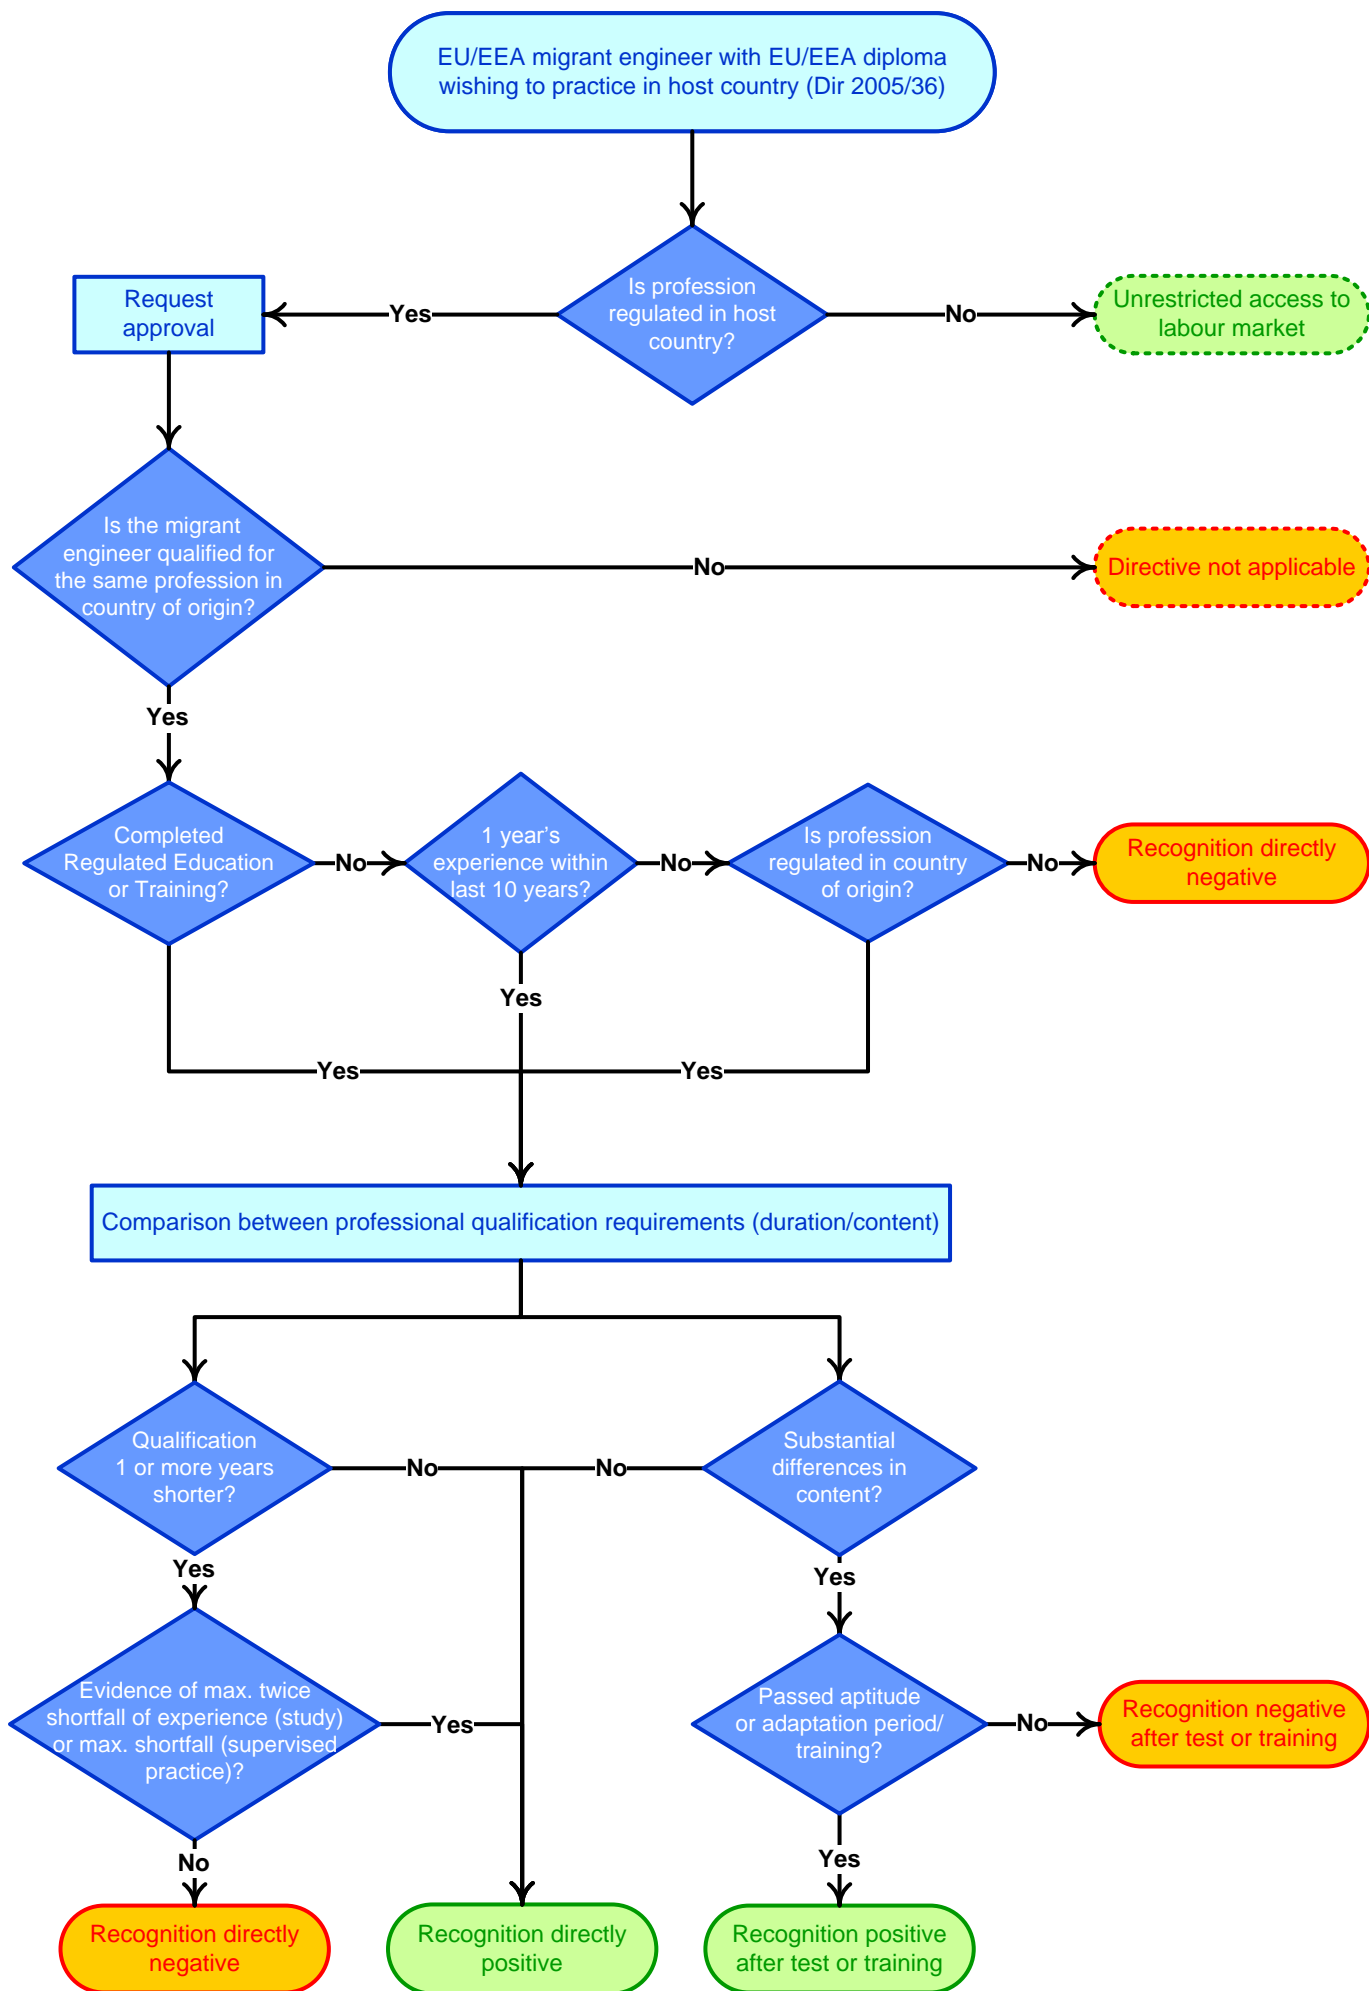 EU/EEA migrant engineer with EU/EEA diploma
wishing to practice in host country (Dir 2005/36)
Is profession
regulated in host
country?
Yes
No
Request
approval
Unrestricted access to
labour market
Is the migrant
engineer qualified for
the same profession in
country of origin?
No
Directive not applicable
Yes
Completed
Regulated Education
or Training?
No
1 year's
experience within
last 10 years?
No
Is profession
regulated in country
of origin?
No
Recognition directly
negative
Yes
Yes
Yes
Comparison between professional qualification requirements (duration/content)
Qualification
1 or more years
shorter?
No
No
Substantial
differences in
content?
Yes
Yes
Evidence of max. twice
shortfall of experience (study)
or max. shortfall (supervised
practice)?
Yes
Passed aptitude
or adaptation period/
training?
No
Recognition negative
after test or training
No
Yes
Recognition directly
negative
Recognition directly
positive
Recognition positive
after test or training